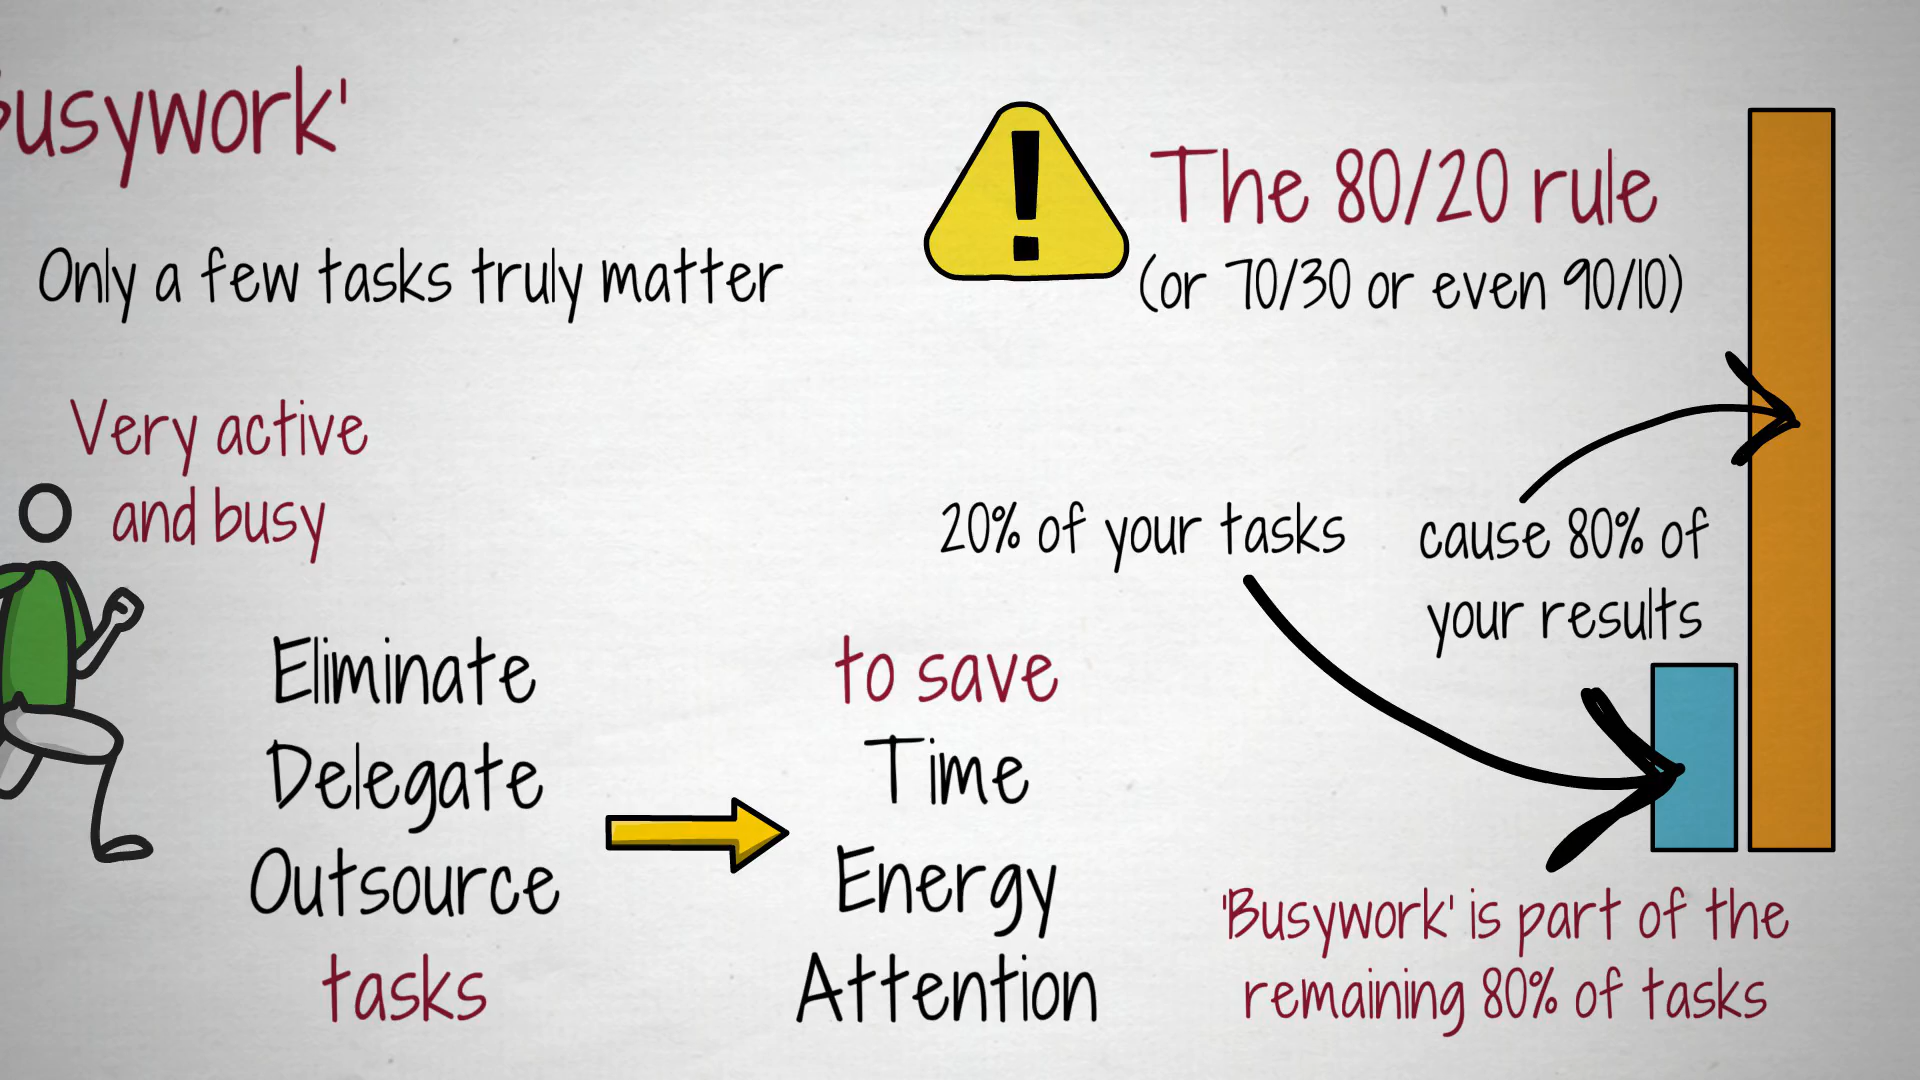 Busywork'
Only a few tasks truly matter
Very active
and busy
Eliminate
Delegate
Outsource
tasks
to save
Time
Energy
Attention
The 80/20 rule
(or 70/30 or even 90/10)
20% of your tasks
cause 80% of
your results
'Busywork' is part of the
remaining 80% of tasks